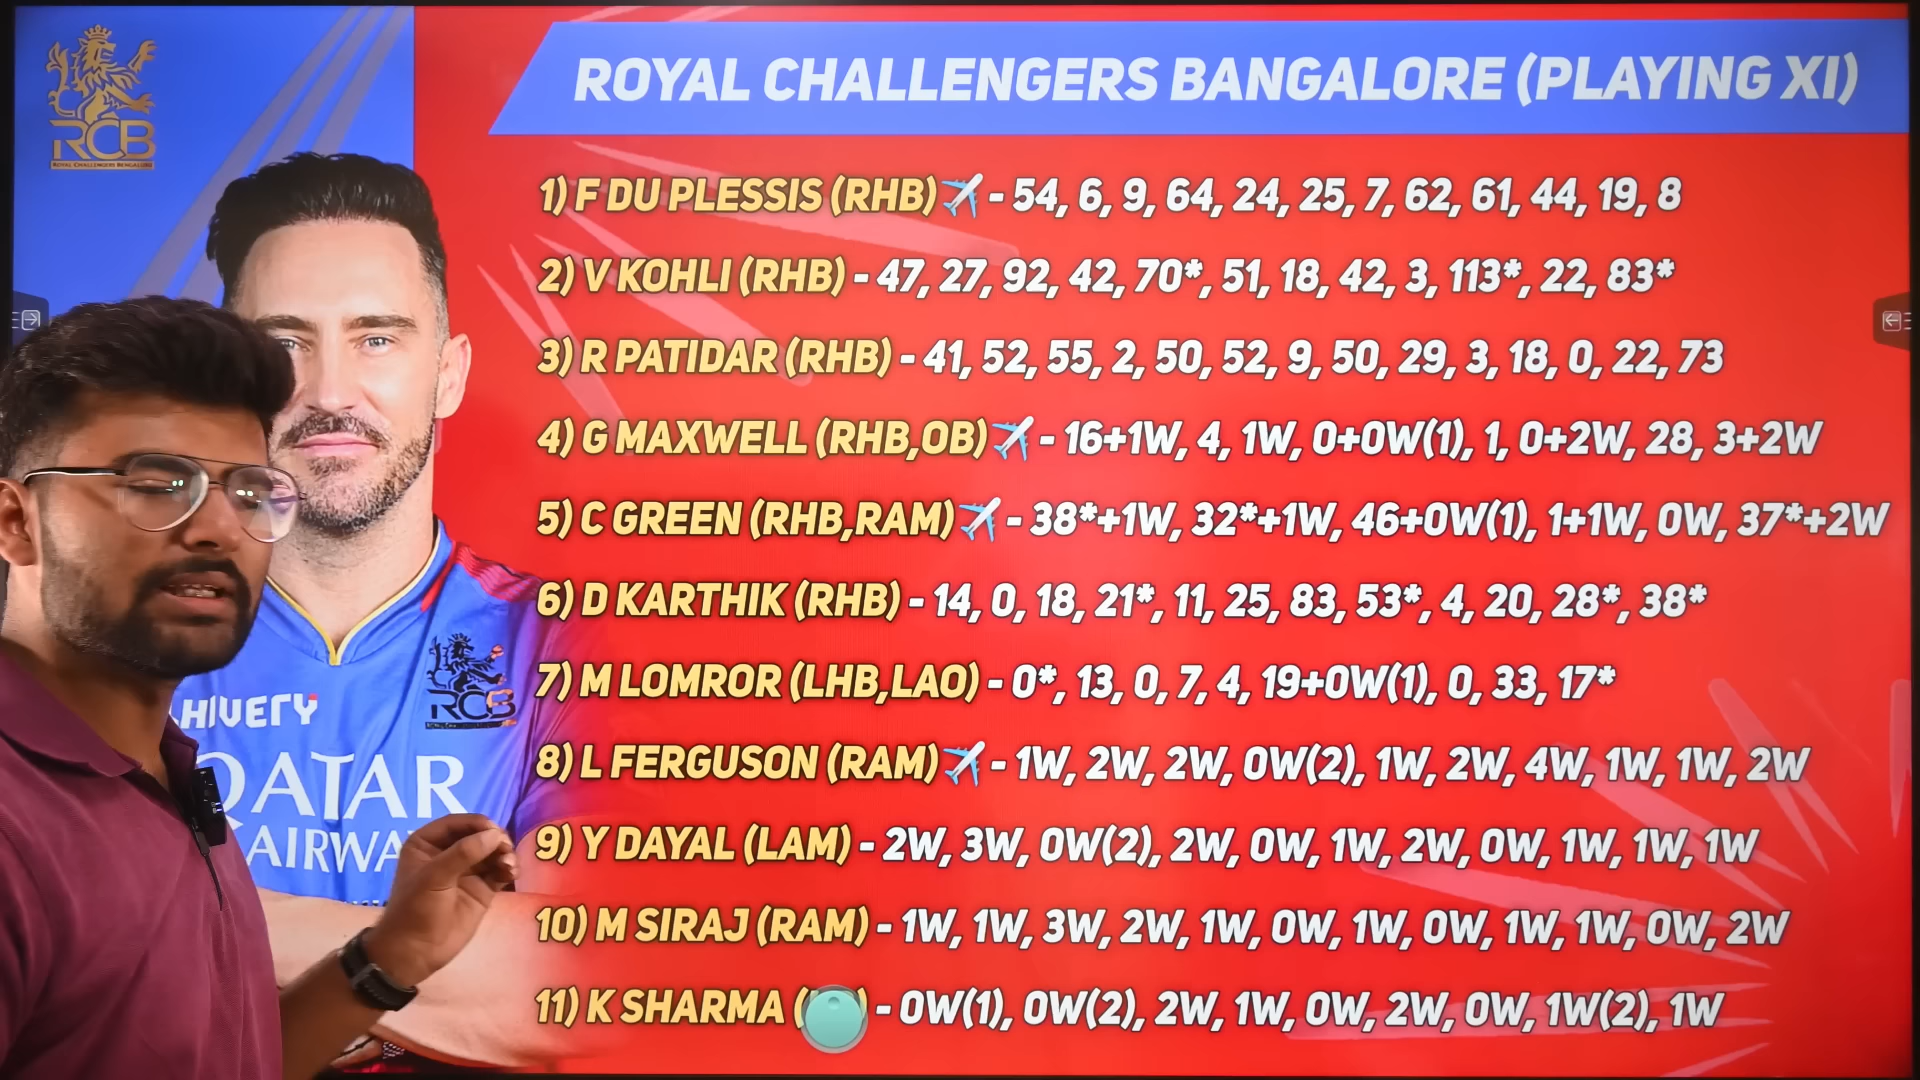 RCB
ROYAL CHALLENGERS BENGALURU
ROYAL CHALLENGERS BANGALORE (PLAYING XI)
1) F DU PLESSIS (RHB) ✈️ - 54, 6, 9, 64, 24, 25, 7, 62, 61, 44, 19, 8
2) V KOHLI (RHB) - 47, 27, 92, 42, 70*, 51, 18, 42, 3, 113*, 22, 83*
3) R PATIDAR (RHB) - 41, 52, 55, 2, 50, 52, 9, 50, 29, 3, 18, 0, 22, 73
4) G MAXWELL (RHB,OB) ✈️ - 16+1W, 4, 1W, 0+0W(1), 1, 0+2W, 28, 3+2W
5) C GREEN (RHB,RAM) ✈️ - 38*+1W, 32*+1W, 46+0W(1), 1+1W, 0W, 37*+2W
6) D KARTHIK (RHB) - 14, 0, 18, 21*, 11, 25, 83, 53*, 4, 20, 28*, 38*
7) M LOMROR (LHB,LAO) - 0*, 13, 0, 7, 4, 19+0W(1), 0, 33, 17*
8) L FERGUSON (RAM) ✈️ - 1W, 2W, 2W, 0W(2), 1W, 2W, 4W, 1W, 1W, 2W
9) Y DAYAL (LAM) - 2W, 3W, 0W(2), 2W, 0W, 1W, 2W, 0W, 1W, 1W, 1W
10) M SIRAJ (RAM) - 1W, 1W, 3W, 2W, 1W, 0W, 1W, 0W, 1W, 1W, 0W, 2W
11) K SHARMA ( ) - 0W(1), 0W(2), 2W, 1W, 0W, 2W, 0W, 1W(2), 1W
RCB
HIVERY
QATAR
AIRWA